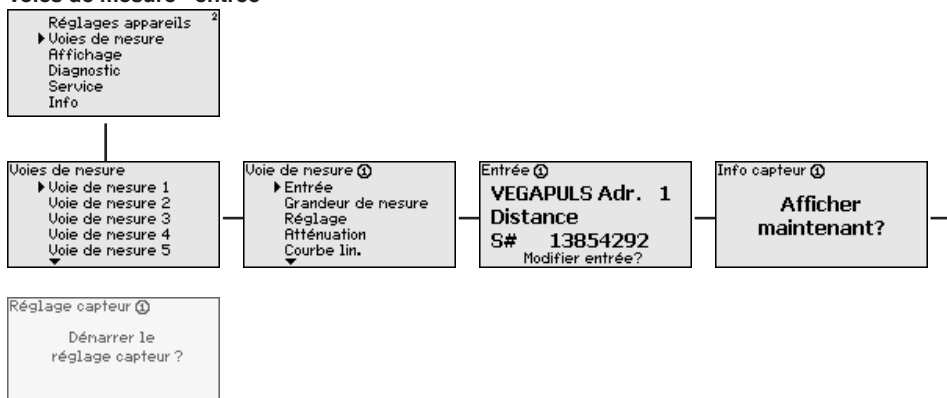 Voies de mesure - entrée
Réglages appareils 2
Voies de mesure
Affichage
Diagnostic
Service
Info
Voies de mesure
Voie de mesure 1
Voie de mesure 2
Voie de mesure 3
Voie de mesure 4
Voie de mesure 5
Voie de mesure ①
Entrée
Grandeur de mesure
Réglage
Atténuation
Courbe lin.
Entrée ①
VEGAPULS Adr. 1
Distance
S# 13854292
Modifier entrée?
Info capteur ①
Afficher
maintenant?
Réglage capteur ①
Démarrer le
réglage capteur ?